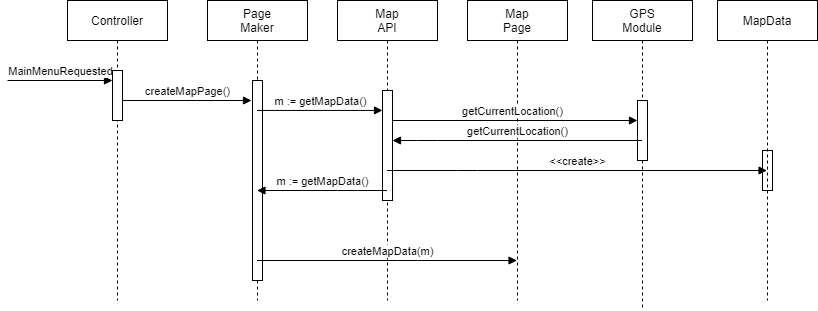 Controller
Page
Maker
Map
API
Map
Page
GPS
Module
MapData
MainMenuRequested
createMapPage()
m := getMapData()
getCurrentLocation()
getCurrentLocation()
<<create>>
m := getMapData()
createMapData(m)